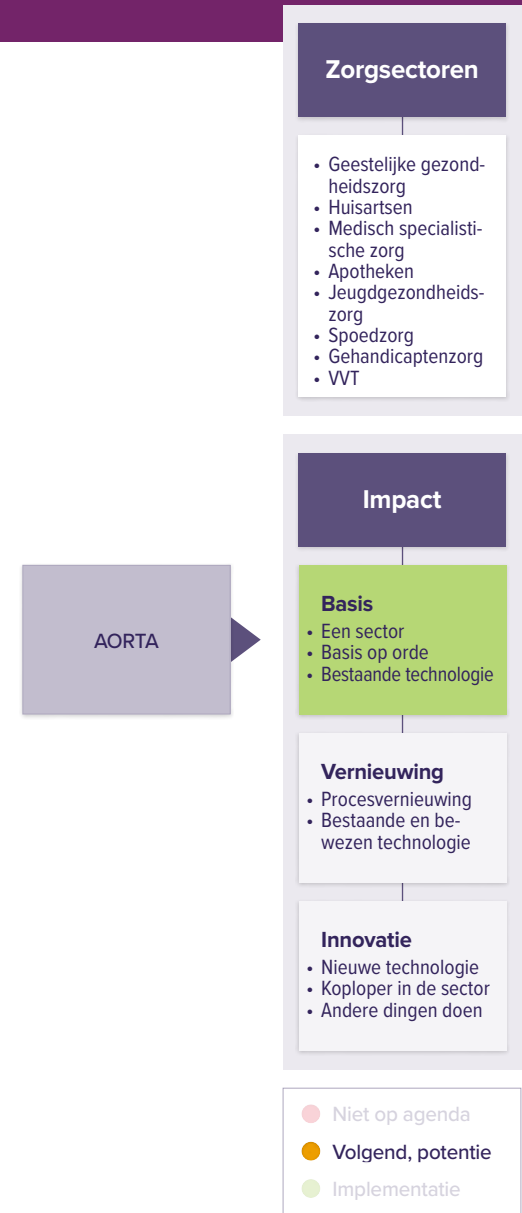 Zorgsectoren
• Geestelijke gezond-
heidszorg
• Huisartsen
• Medisch specialisti-
sche zorg
• Apotheken
• Jeugdgezondheids-
zorg
• Spoedzorg
• Gehandicaptenzorg
• VVT
Impact
AORTA
Basis
• Een sector
• Basis op orde
• Bestaande technologie
Vernieuwing
• Procesvernieuwing
• Bestaande en be-
wezen technologie
Innovatie
• Nieuwe technologie
• Koploper in de sector
• Andere dingen doen
Niet op agenda
Volgend, potentie
Implementatie